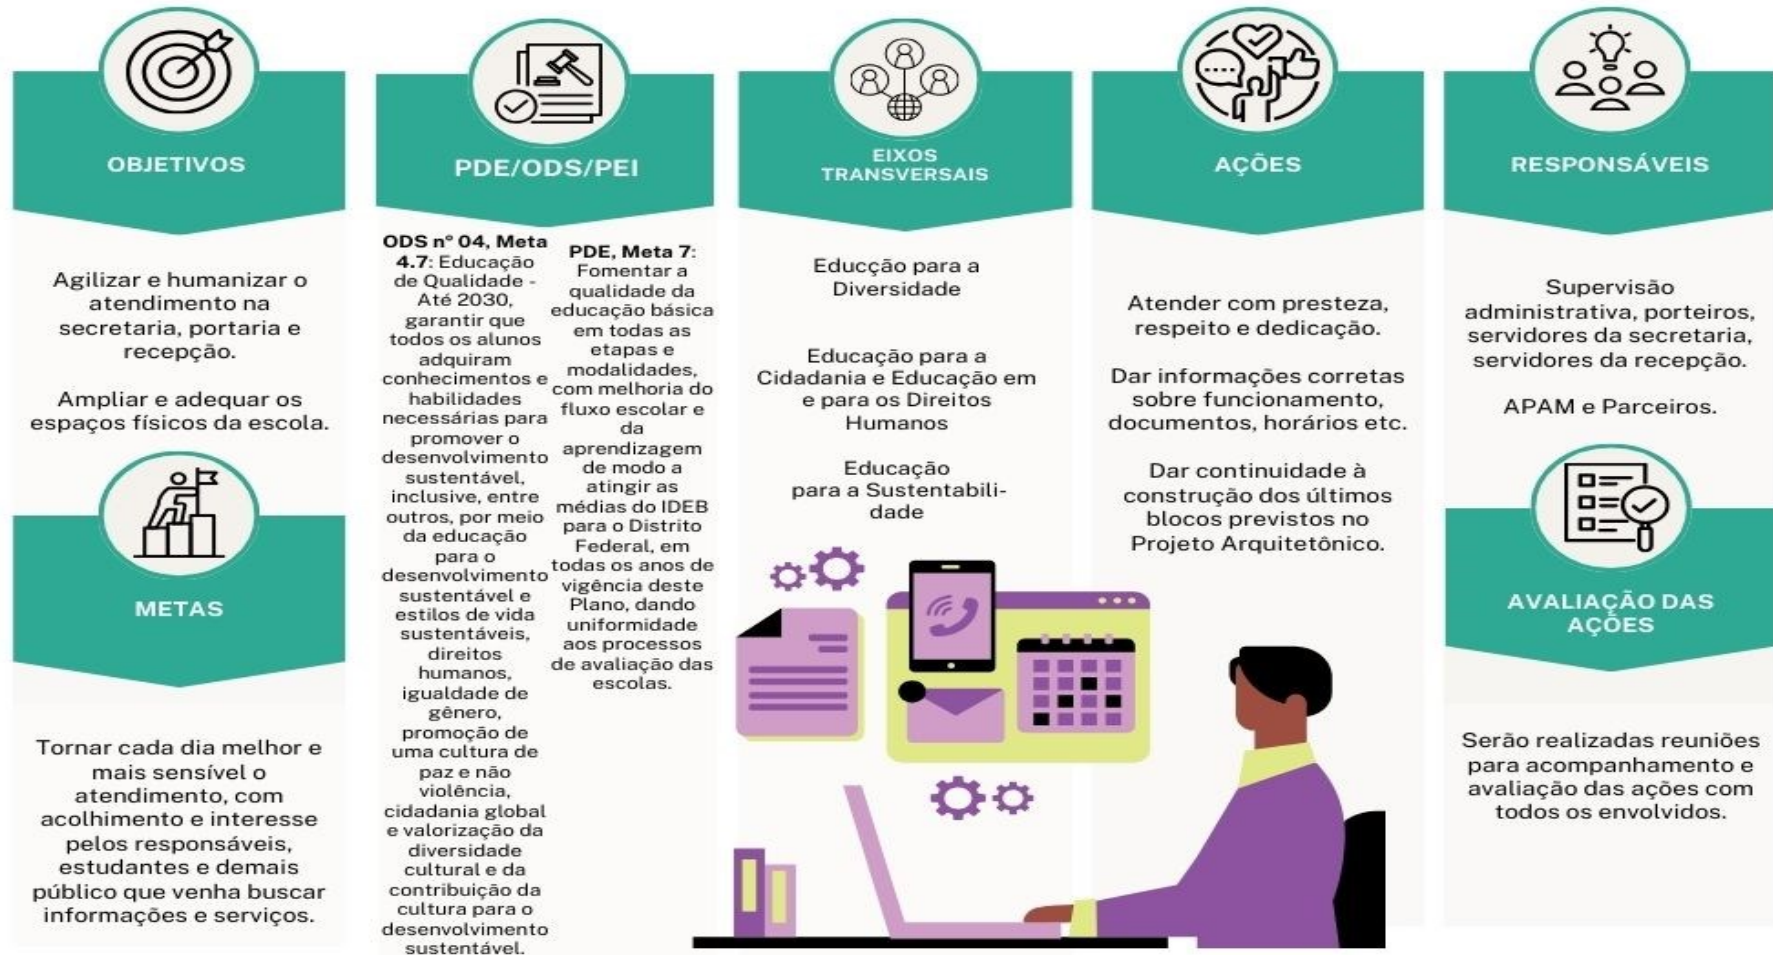 OBJETIVOS
Agilizar e humanizar o
atendimento na
secretaria, portaria e
recepção.
Ampliar e adequar os
espaços físicos da escola.
METAS
Tornar cada dia melhor e
mais sensível o
atendimento, com
acolhimento e interesse
pelos responsáveis,
estudantes e demais
público que venha buscar
informações e serviços.
PDE/ODS/PEI
ODS nº 04, Meta
4.7: Educação
de Qualidade -
Até 2030,
garantir que
todos os alunos
adquiram
conhecimentos e
habilidades
necessárias para
promover o
desenvolvimento
sustentável,
inclusive, entre
outros, por meio
da educação
para o
desenvolvimento
sustentável e
estilos de vida
sustentáveis,
direitos
humanos,
igualdade de
gênero,
promoção de
uma cultura de
paz e não
violência,
cidadania global
e valorização da
diversidade
cultural e da
contribuição da
cultura para o
desenvolvimento
sustentável.
PDE, Meta 7:
Fomentar a
qualidade da
educação básica
em todas as
etapas e
modalidades,
com melhoria do
fluxo escolar e
da
aprendizagem
de modo a
atingir as
médias do IDEB
para o Distrito
Federal, em
todas os anos de
vigência deste
Plano, dando
uniformidade
aos processos
de avaliação das
escolas.
EIXOS
TRANSVERSAIS
Educção para a
Diversidade
Educação para a
Cidadania e Educação em
e para os Direitos
Humanos
Educação
para a Sustentabili-
dade
AÇÕES
Atender com presteza,
respeito e dedicação.
Dar informações corretas
sobre funcionamento,
documentos, horários etc.
Dar continuidade à
construção dos últimos
blocos previstos no
Projeto Arquitetônico.
RESPONSÁVEIS
Supervisão
administrativa, porteiros,
servidores da secretaria,
servidores da recepção.
APAM e Parceiros.
AVALIAÇÃO DAS
AÇÕES
Serão realizadas reuniões
para acompanhamento e
avaliação das ações com
todos os envolvidos.